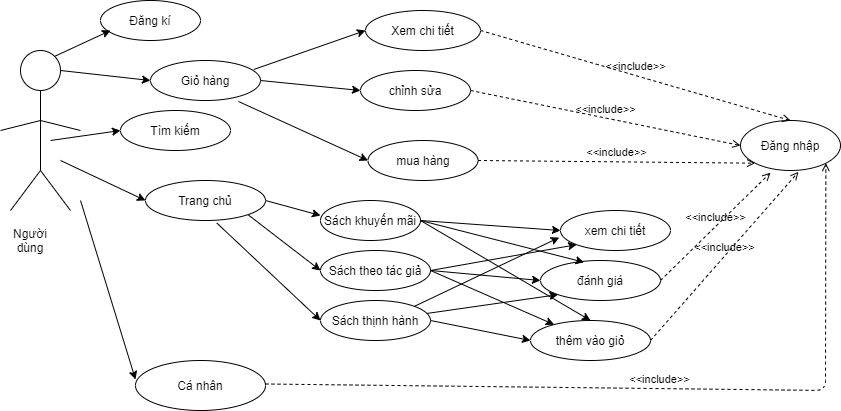 Đăng kí
Xem chi tiết
<<include>>
Giỏ hàng
chỉnh sửa
<<include>>
Tìm kiếm
mua hàng
<<include>>
Đăng nhập
Trang chủ
Sách khuyến mãi
xem chi tiết
<<include>>
Người
dùng
<<include>>
Sách theo tác giả
đánh giá
Sách thịnh hành
thêm vào giỏ
Cá nhân
<<include>>